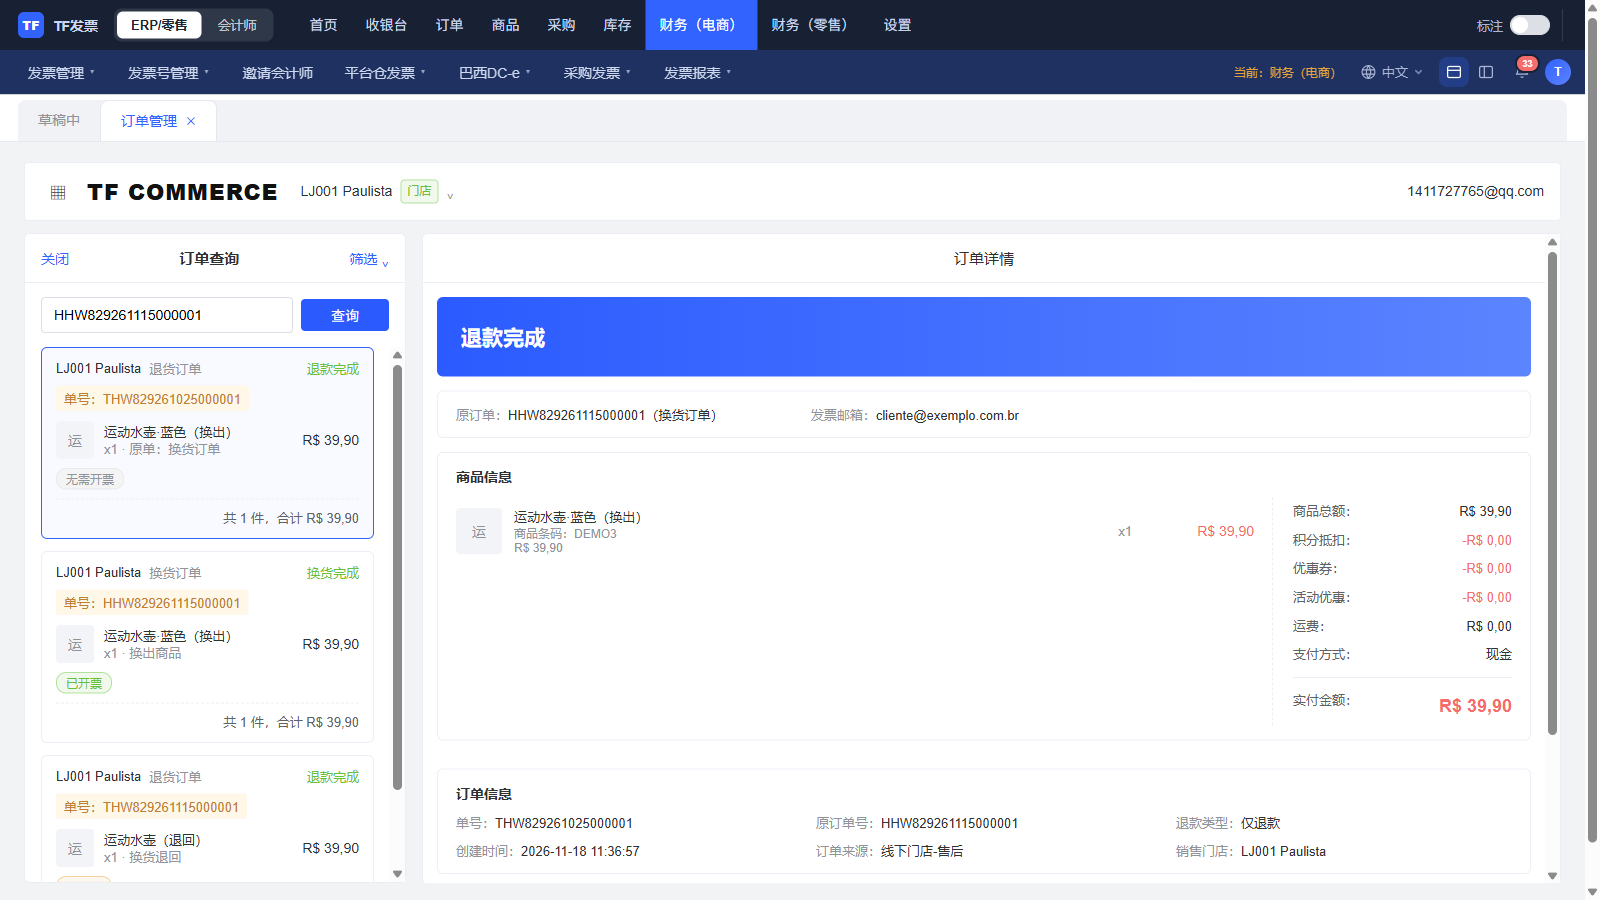 TF TF发票 ERP/零售 会计师 首页 收银台 订单 商品 采购 库存 财务（电商） 财务（零售） 设置 标注
发票管理 发票号管理 邀请会计师 平台仓发票 巴西DC-e 采购发票 发票报表 当前：财务（电商） 中文 33 T
草稿中 订单管理 ×
TF COMMERCE LJ001 Paulista 门店 1411727765@qq.com
关闭 订单查询 筛选
HHW829261115000001 查询
LJ001 Paulista 退货订单 退款完成
单号：THW829261025000001
运 运动水壶·蓝色（换出） R$ 39,90
x1 · 原单：换货订单
无需开票
共 1 件，合计 R$ 39,90
LJ001 Paulista 换货订单 换货完成
单号：HHW829261115000001
运 运动水壶·蓝色（换出） R$ 39,90
x1 · 换出商品
已开票
共 1 件，合计 R$ 39,90
LJ001 Paulista 退货订单 退款完成
单号：THW829261115000001
运 运动水壶（退回） R$ 39,90
x1 · 换货退回
订单详情
退款完成
原订单：HHW829261115000001（换货订单） 发票邮箱：cliente@exemplo.com.br
商品信息
运 运动水壶·蓝色（换出） x1 R$ 39,90
商品条码：DEMO3
R$ 39,90
商品总额： R$ 39,90
积分抵扣： -R$ 0,00
优惠券： -R$ 0,00
活动优惠： -R$ 0,00
运费： R$ 0,00
支付方式： 现金
实付金额： R$ 39,90
订单信息
单号：THW829261025000001 原订单号：HHW829261115000001 退款类型：仅退款
创建时间：2026-11-18 11:36:57 订单来源：线下门店-售后 销售门店：LJ001 Paulista